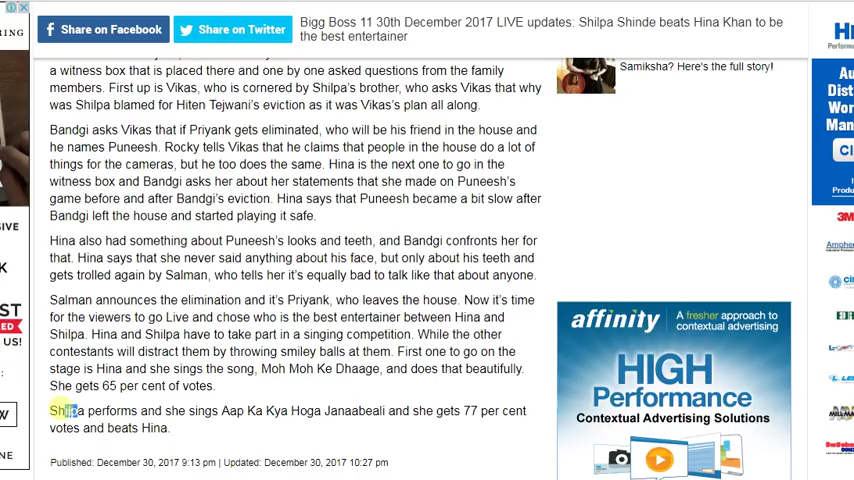 RING
Share on Facebook
Share on Twitter
Bigg Boss 11 30th December 2017 LIVE updates: Shilpa Shinde beats Hina Khan to be
the best entertainer
a witness box that is placed there and one by one asked questions from the family
members. First up is Vikas, who is cornered by Shilpa's brother, who asks Vikas that why
was Shilpa blamed for Hiten Tejwani's eviction as it was Vikas's plan all along.
Bandgi asks Vikas that if Priyank gets eliminated, who will be his friend in the house and
he names Puneesh. Rocky tells Vikas that he claims that people in the house do a lot of
things for the cameras, but he too does the same. Hina is the next one to go in the
witness box and Bandgi asks her about her statements that she made on Puneesh's
game before and after Bandgi's eviction. Hina says that Puneesh became a bit slow after
Bandgi left the house and started playing it safe.
Hina also had something about Puneesh's looks and teeth, and Bandgi confronts her for
that. Hina says that she never said anything about his face, but only about his teeth and
gets trolled again by Salman, who tells her it's equally bad to talk like that about anyone.
Salman announces the elimination and it's Priyank, who leaves the house. Now it's time
for the viewers to go Live and chose who is the best entertainer between Hina and
Shilpa. Hina and Shilpa have to take part in a singing competition. While the other
contestants will distract them by throwing smiley balls at them. First one to go on the
stage is Hina and she sings the song, Moh Moh Ke Dhaage, and does that beautifully.
She gets 65 per cent of votes.
Shilpa performs and she sings Aap Ka Kya Hoga Janaabeali and she gets 77 per cent
votes and beats Hina.
Published: December 30, 2017 9:13 pm | Updated: December 30, 2017 10:27 pm
Samiksha? Here's the full story!
affinity
A fresher approach to
contextual advertising
HIGH
Performance
Contextual Advertising Solutions
SIVE
K
ST
RED
US!
:
W
NE
HI
Performa
Au
Dist
Wor
Man
Cl
Produ
3M
Amphe